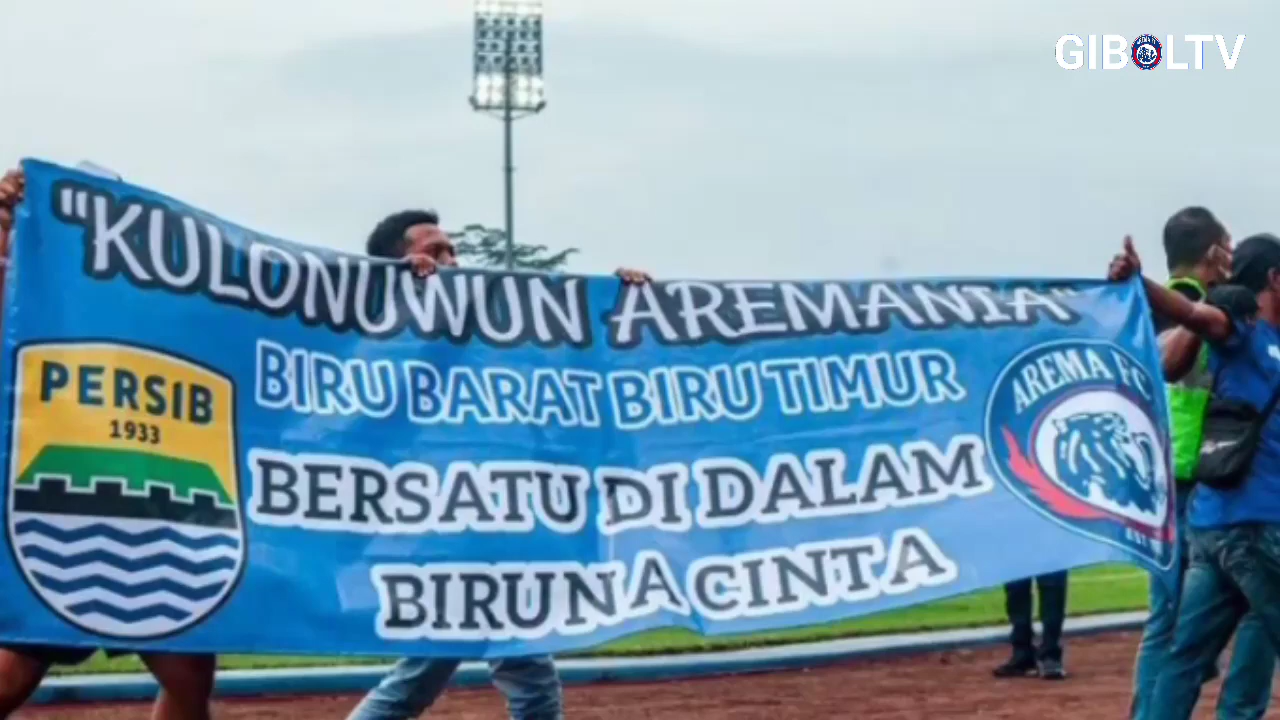 GIBOLTV
"KULONUWUN AREMANIA"
BIRU BARAT BIRU TIMUR
BERSATU DI DALAM
BIRUNA CINTA
PERSIB
1933
AREMA FC